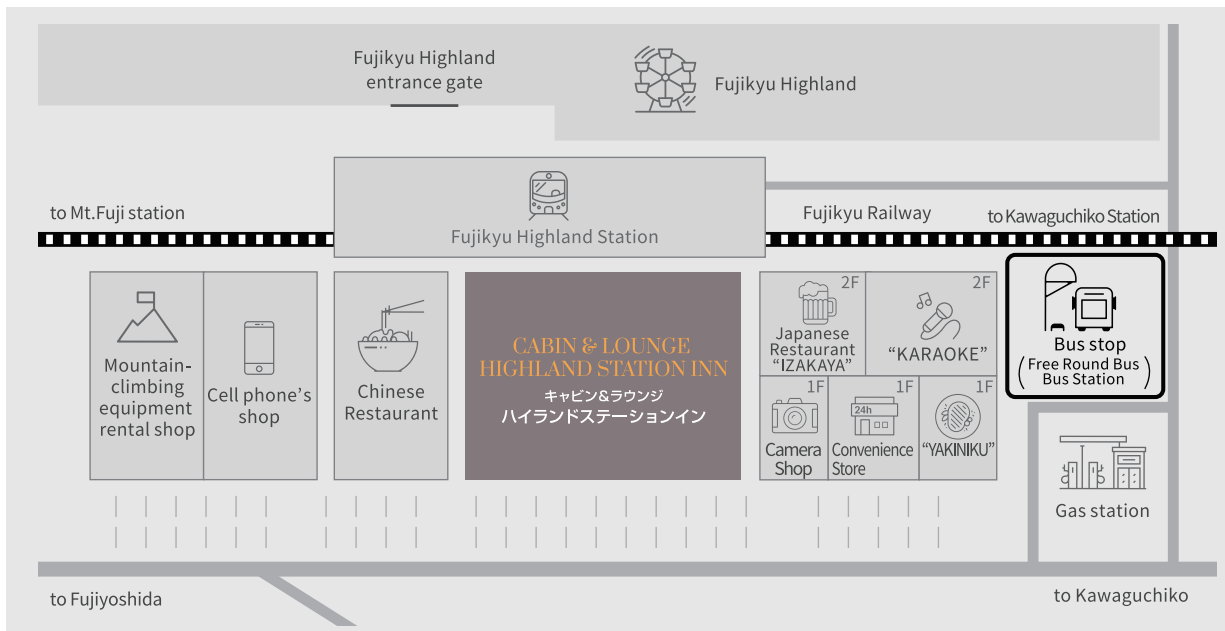 Fujikyu Highland
entrance gate
Fujikyu Highland
to Mt.Fuji station
Fujikyu Highland Station
Fujikyu Railway
to Kawaguchiko Station
Mountain-
climbing
equipment
rental shop
Cell phone's
shop
Chinese
Restaurant
CABIN & LOUNGE
HIGHLAND STATION INN
キャビン&ラウンジ
ハイランドステーションイン
2F
Japanese
Restaurant
“IZAKAYA”
2F
“KARAOKE”
1F
Camera
Shop
1F
24h
Convenience
Store
1F
“YAKINIKU”
Bus stop
(Free Round Bus
Bus Station)
Gas station
to Fujiyoshida
to Kawaguchiko